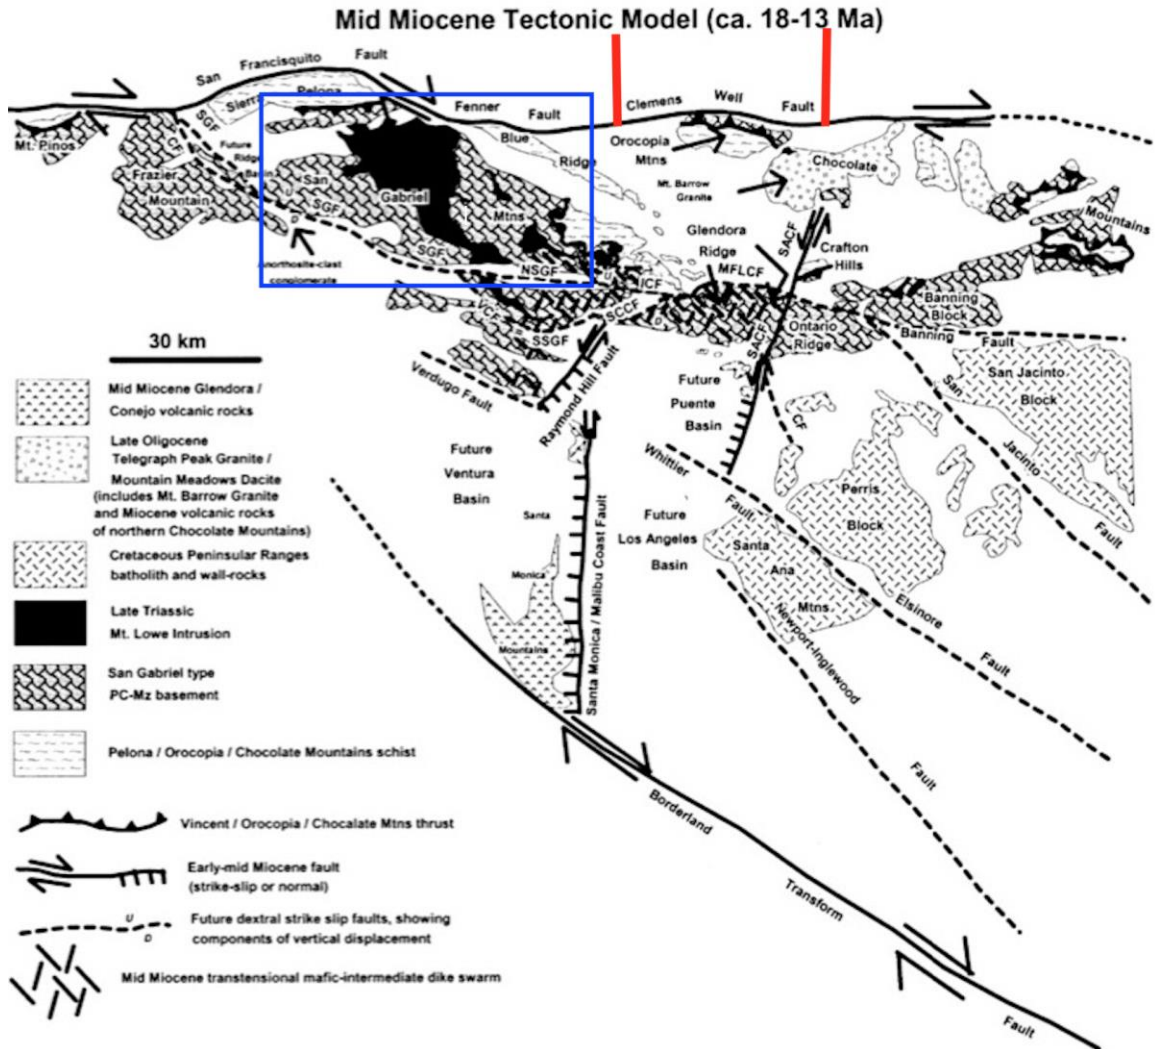 Mid Miocene Tectonic Model (ca. 18-13 Ma)
San Francisquito Fault
Fenner Fault
Clemens Well Fault
Sierra Pelona
SGF
Mt. Pinos
CF
Future
Ridge
Basin
Frazier
Mountain
San
Gabriel
Mtns
U
SGF
D
Blue
Ridge
Orocopia
Mtns
Mt. Barrow
Granite
Chocolate
Mountains
Anorthosite-clast
conglomerate
SGF
NSGF
U
ICF
Glendora
Ridge
MFLCF
SACF
Crafton
Hills
VCF
SCCF
D
SSGF
SACF
Ontario
Ridge
Banning
Block
Banning Fault
30 km
Verdugo Fault
Raymond Hill Fault
Future
Puente
Basin
CF
San Jacinto
Block
San Jacinto Fault
Mid Miocene Glendora /
Conejo volcanic rocks
Late Oligocene
Telegraph Peak Granite /
Mountain Meadows Dacite
(includes Mt. Barrow Granite
and Miocene volcanic rocks
of northern Chocolate Mountains)
Cretaceous Peninsular Ranges
batholith and wall-rocks
Late Triassic
Mt. Lowe Intrusion
San Gabriel type
PC-Mz basement
Pelona / Orocopia / Chocolate Mountains schist
Future
Ventura
Basin
Santa
Monica
Mountains
Santa Monica / Malibu Coast Fault
Future
Los Angeles
Basin
Whittier Fault
Perris
Block
Santa
Ana
Mtns
Elsinore Fault
Newport-Inglewood Fault
Borderland Transform Fault
Vincent / Orocopia / Chocalate Mtns thrust
Early-mid Miocene fault
(strike-slip or normal)
U
D
Future dextral strike slip faults, showing
components of vertical displacement
Mid Miocene transtensional mafic-intermediate dike swarm